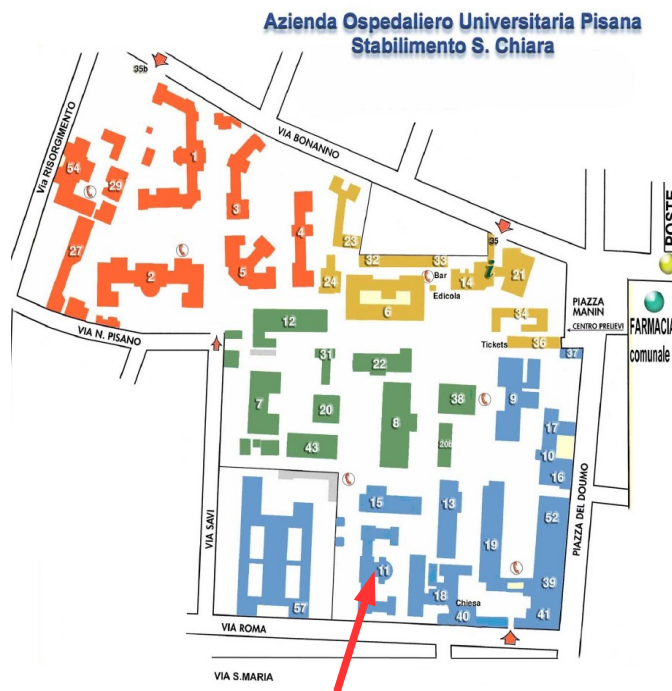 Azienda Ospedaliero Universitaria Pisana
Stabilimento S. Chiara
35b
Via RISORGIMENTO
VIA BONANNO
54
29
1
3
4
27
2
5
23
32
33
35
24
6
Bar
Edicola
14
i
21
POSTE
PIAZZA
MANIN
CENTRO PRELIEVI
FARMACIA
comunale
34
Tickets
36
37
VIA N. PISANO
12
31
22
7
20
8
38
9
43
20b
17
10
16
15
13
19
52
VIA SAVI
PIAZZA DEL DOUMO
11
18
39
57
Chiesa
40
41
VIA ROMA
VIA S.MARIA